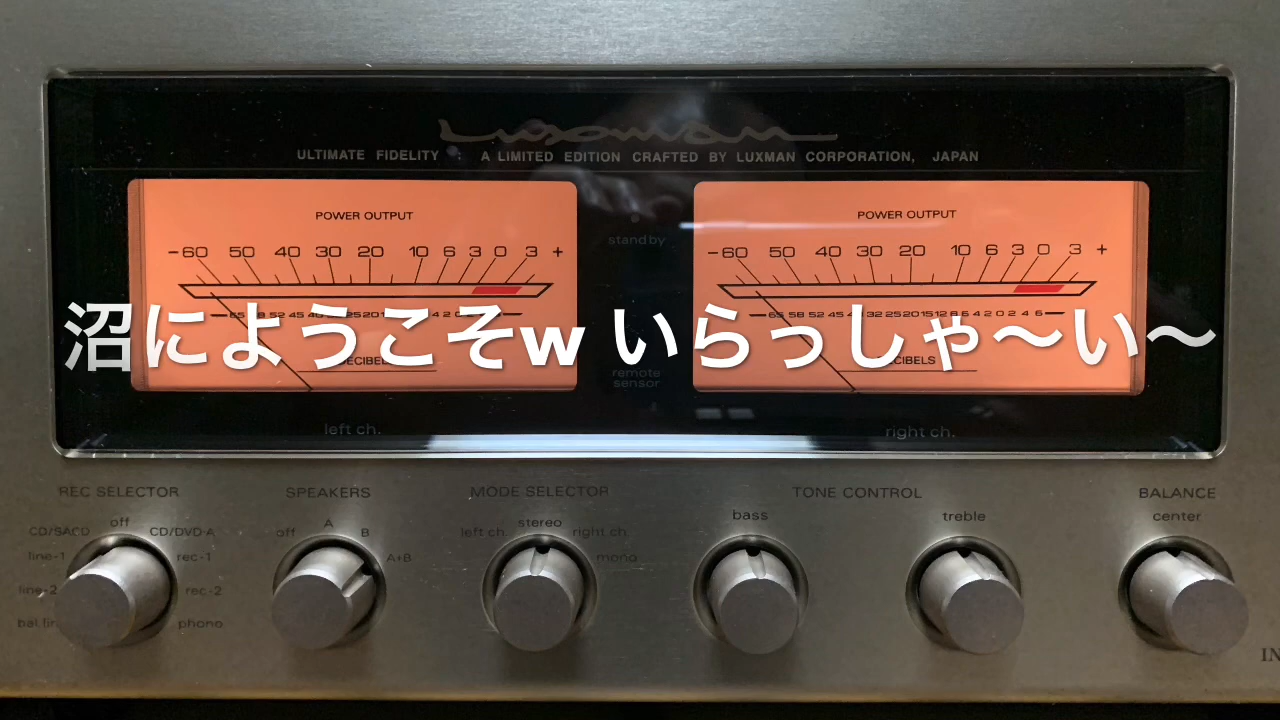 Luxman
ULTIMATE FIDELITY : A LIMITED EDITION CRAFTED BY LUXMAN CORPORATION, JAPAN
POWER OUTPUT
-60 50 40 30 20 10 6 3 0 3 +
POWER OUTPUT
-60 50 40 30 20 10 6 3 0 3 +
standby
沼にようこそw いらっしゃ〜い〜
DECIBELS
DECIBELS
remote
sensor
left ch.
right ch.
REC SELECTOR
off
CD/SACD
CD/DVD-A
line-1
rec-1
line-2
rec-2
bal.
phono
SPEAKERS
off
A
B
A+B
MODE SELECTOR
left ch.
stereo
right ch.
mono
TONE CONTROL
bass
treble
BALANCE
center
IN